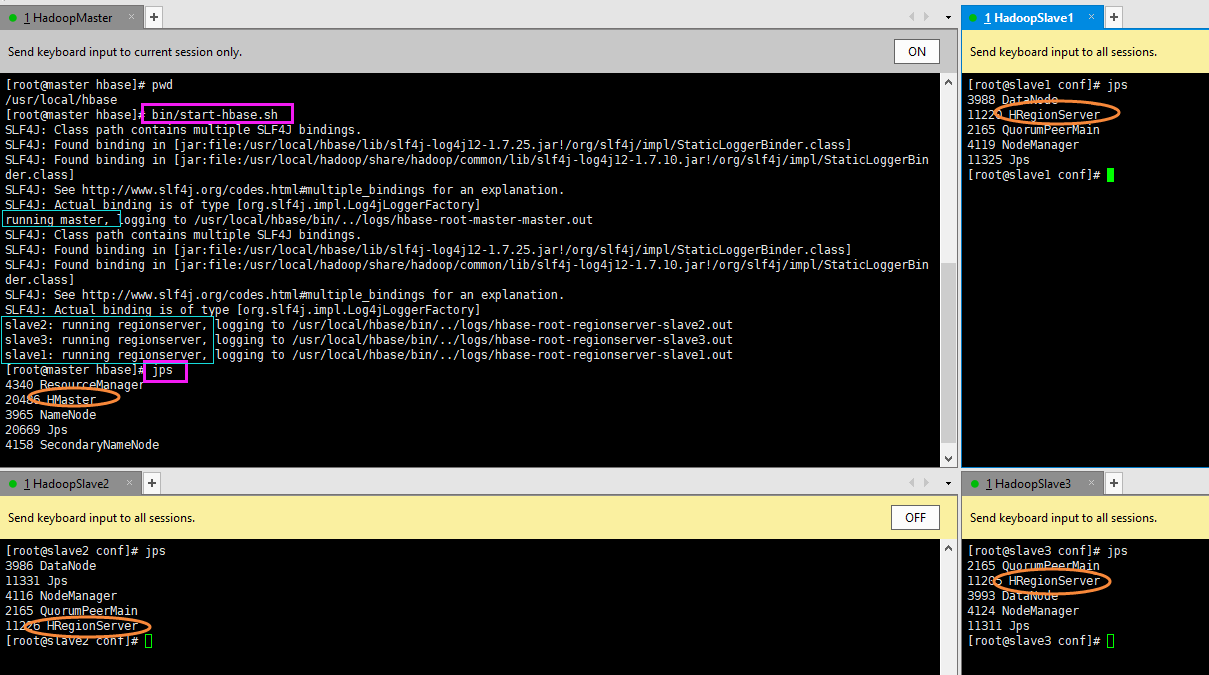 1 HadoopMaster × +
Send keyboard input to current session only. ON
[root@master hbase]# pwd
/usr/local/hbase
[root@master hbase]# bin/start-hbase.sh
SLF4J: Class path contains multiple SLF4J bindings.
SLF4J: Found binding in [jar:file:/usr/local/hbase/lib/slf4j-log4j12-1.7.25.jar!/org/slf4j/impl/StaticLoggerBinder.class]
SLF4J: Found binding in [jar:file:/usr/local/hadoop/share/hadoop/common/lib/slf4j-log4j12-1.7.10.jar!/org/slf4j/impl/StaticLoggerBin
der.class]
SLF4J: See http://www.slf4j.org/codes.html#multiple_bindings for an explanation.
SLF4J: Actual binding is of type [org.slf4j.impl.Log4jLoggerFactory]
running master, logging to /usr/local/hbase/bin/../logs/hbase-root-master-master.out
SLF4J: Class path contains multiple SLF4J bindings.
SLF4J: Found binding in [jar:file:/usr/local/hbase/lib/slf4j-log4j12-1.7.25.jar!/org/slf4j/impl/StaticLoggerBinder.class]
SLF4J: Found binding in [jar:file:/usr/local/hadoop/share/hadoop/common/lib/slf4j-log4j12-1.7.10.jar!/org/slf4j/impl/StaticLoggerBin
der.class]
SLF4J: See http://www.slf4j.org/codes.html#multiple_bindings for an explanation.
SLF4J: Actual binding is of type [org.slf4j.impl.Log4jLoggerFactory]
slave2: running regionserver, logging to /usr/local/hbase/bin/../logs/hbase-root-regionserver-slave2.out
slave3: running regionserver, logging to /usr/local/hbase/bin/../logs/hbase-root-regionserver-slave3.out
slave1: running regionserver, logging to /usr/local/hbase/bin/../logs/hbase-root-regionserver-slave1.out
[root@master hbase]# jps
4340 ResourceManager
20486 HMaster
3965 NameNode
20669 Jps
4158 SecondaryNameNode
1 HadoopSlave1 × +
Send keyboard input to all sessions.
[root@slave1 conf]# jps
3988 DataNode
11220 HRegionServer
2165 QuorumPeerMain
4119 NodeManager
11325 Jps
[root@slave1 conf]#
1 HadoopSlave2 × +
Send keyboard input to all sessions. OFF
[root@slave2 conf]# jps
3986 DataNode
11331 Jps
4116 NodeManager
2165 QuorumPeerMain
11226 HRegionServer
[root@slave2 conf]#
1 HadoopSlave3 × +
Send keyboard input to all sessions.
[root@slave3 conf]# jps
2165 QuorumPeerMain
11205 HRegionServer
3993 DataNode
4124 NodeManager
11311 Jps
[root@slave3 conf]#